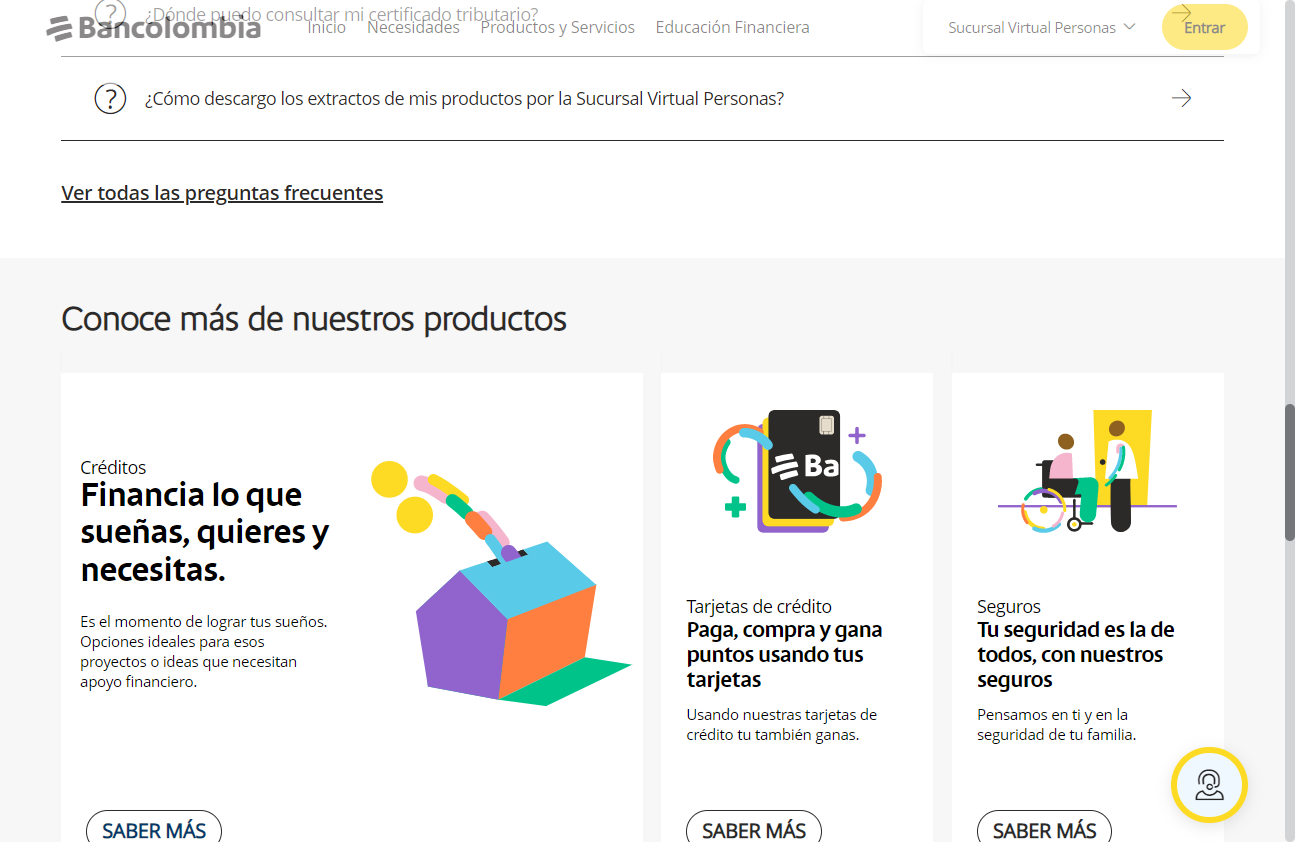 ¿Dónde puedo consultar mi certificado tributario?
Bancolombia
Inicio Necesidades Productos y Servicios Educación Financiera
Sucursal Virtual Personas
Entrar
¿Cómo descargo los extractos de mis productos por la Sucursal Virtual Personas?
Ver todas las preguntas frecuentes
Conoce más de nuestros productos
Créditos
Financia lo que
sueñas, quieres y
necesitas.
Es el momento de lograr tus sueños.
Opciones ideales para esos
proyectos o ideas que necesitan
apoyo financiero.
SABER MÁS
Ba
Tarjetas de crédito
Paga, compra y gana
puntos usando tus
tarjetas
Usando nuestras tarjetas de
crédito tu también ganas.
SABER MÁS
Seguros
Tu seguridad es la de
todos, con nuestros
seguros
Pensamos en ti y en la
seguridad de tu familia.
SABER MÁS